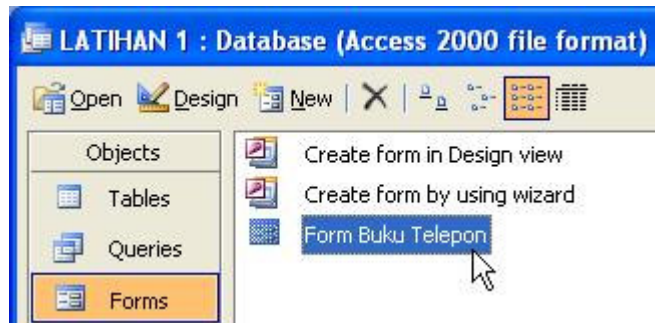 LATIHAN 1 : Database (Access 2000 file format)
Open Design New
Objects
Tables
Queries
Forms
Create form in Design view
Create form by using wizard
Form Buku Telepon